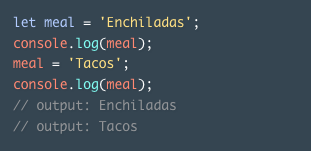 let meal = 'Enchiladas';
console.log(meal);
meal = 'Tacos';
console.log(meal);
// output: Enchiladas
// output: Tacos